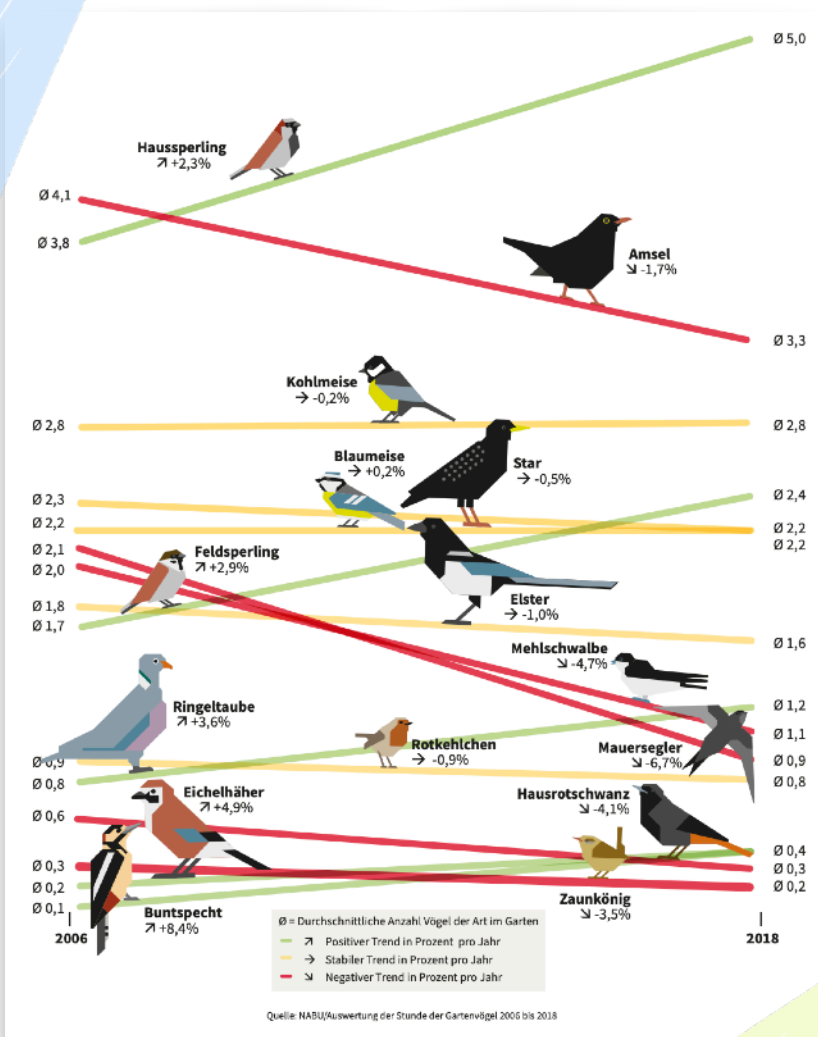 Ø 5,0
Haussperling
↗ +2,3%
Ø 4,1
Ø 3,8
Amsel
↘ -1,7%
Ø 3,3
Kohlmeise
→ -0,2%
Ø 2,8
Ø 2,8
Blaumeise
→ +0,2%
Star
→ -0,5%
Ø 2,3
Ø 2,4
Ø 2,2
Ø 2,2
Ø 2,2
Ø 2,1
Feldsperling
↗ +2,9%
Ø 2,0
Ø 1,8
Elster
→ -1,0%
Ø 1,7
Ø 1,6
Mehlschwalbe
↘ -4,7%
Ringeltaube
↗ +3,6%
Ø 1,2
Ø 1,1
Rotkehlchen
→ -0,9%
Mauersegler
↘ -6,7%
Ø 0,9
Ø 0,9
Ø 0,8
Ø 0,8
Eichelhäher
↗ +4,9%
Hausrotschwanz
↘ -4,1%
Ø 0,6
Ø 0,4
Ø 0,3
Ø 0,3
Ø 0,2
Ø 0,2
Zaunkönig
↘ -3,5%
Ø 0,1
Buntspecht
↗ +8,4%
2006
2018
Ø = Durchschnittliche Anzahl Vögel der Art im Garten
↗ Positiver Trend in Prozent pro Jahr
→ Stabiler Trend in Prozent pro Jahr
↘ Negativer Trend in Prozent pro Jahr
Quelle: NABU/Auswertung der Stunde der Gartenvögel 2006 bis 2018